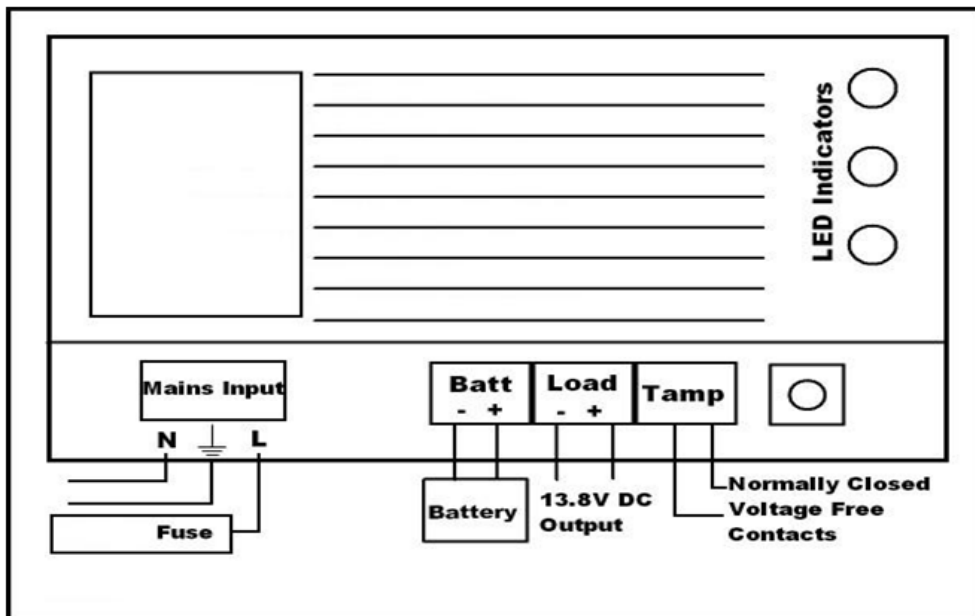 LED Indicators
Mains Input
N L
Batt
- +
Load
- +
Tamp
Fuse
Battery
13.8V DC
Output
Normally Closed
Voltage Free
Contacts